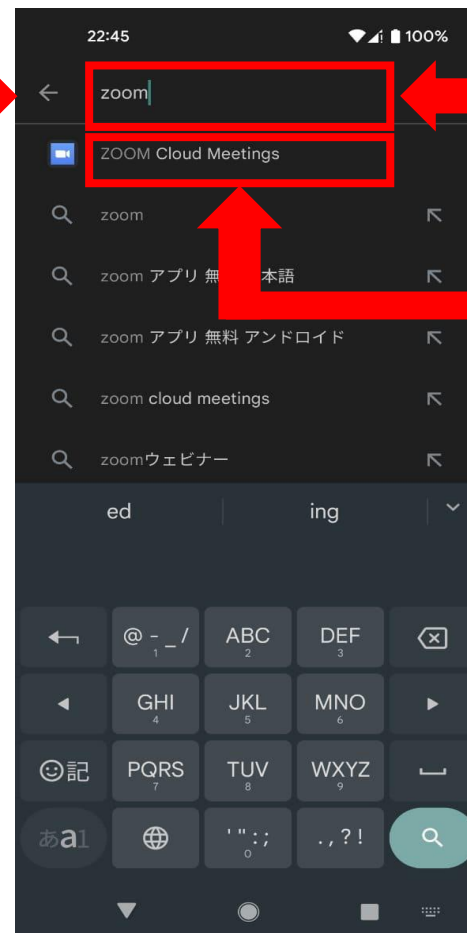 22:45 100%
zoom
ZOOM Cloud Meetings
zoom
zoom アプリ 無 本語
zoom アプリ 無料 アンドロイド
zoom cloud meetings
zoomウェビナー
ed ing
@-_/ ABC DEF
1 2 3
GHI JKL MNO
4 5 6
記 PQRS TUV WXYZ
7 8 9
あa1 '":; .,?!
0